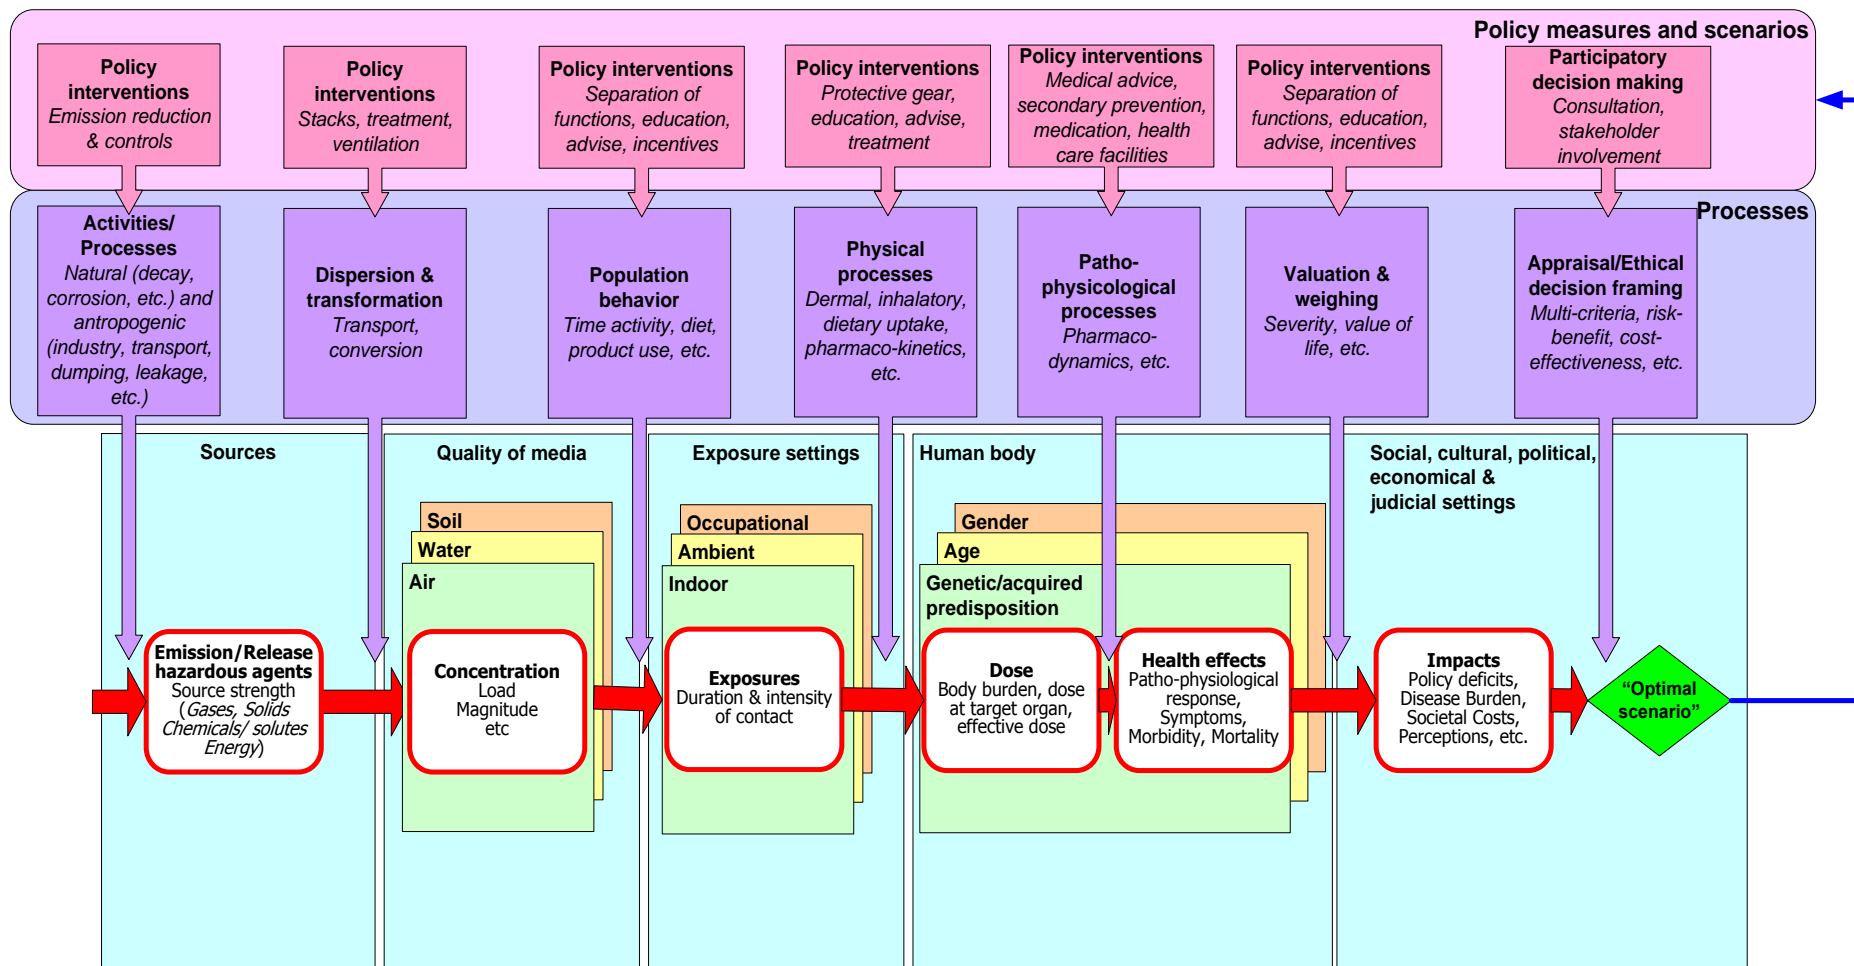 Policy measures and scenarios
Policy
interventions
Emission reduction
& controls
Policy
interventions
Stacks, treatment,
ventilation
Policy interventions
Separation of
functions, education,
advise, incentives
Policy interventions
Protective gear,
education, advise,
treatment
Policy interventions
Medical advice,
secondary prevention,
medication, health
care facilities
Policy interventions
Separation of
functions, education,
advise, incentives
Participatory
decision making
Consultation,
stakeholder
involvement
Processes
Activities/
Processes
Natural (decay,
corrosion, etc.) and
antropogenic
(industry, transport,
dumping, leakage,
etc.)
Dispersion &
transformation
Transport,
conversion
Population
behavior
Time activity, diet,
product use, etc.
Physical
processes
Dermal, inhalatory,
dietary uptake,
pharmaco-kinetics,
etc.
Patho-
physicological
processes
Pharmaco-
dynamics, etc.
Valuation &
weighing
Severity, value of
life, etc.
Appraisal/Ethical
decision framing
Multi-criteria, risk-
benefit, cost-
effectiveness, etc.
Sources
Quality of media
Exposure settings
Human body
Social, cultural, political,
economical &
judicial settings
Soil
Water
Air
Occupational
Ambient
Indoor
Gender
Age
Genetic/acquired
predisposition
Emission/Release
hazardous agents
Source strength
(Gases, Solids
Chemicals/ solutes
Energy)
Concentration
Load
Magnitude
etc
Exposures
Duration & intensity
of contact
Dose
Body burden, dose
at target organ,
effective dose
Health effects
Patho-physiological
response,
Symptoms,
Morbidity, Mortality
Impacts
Policy deficits,
Disease Burden,
Societal Costs,
Perceptions, etc.
“Optimal
scenario”